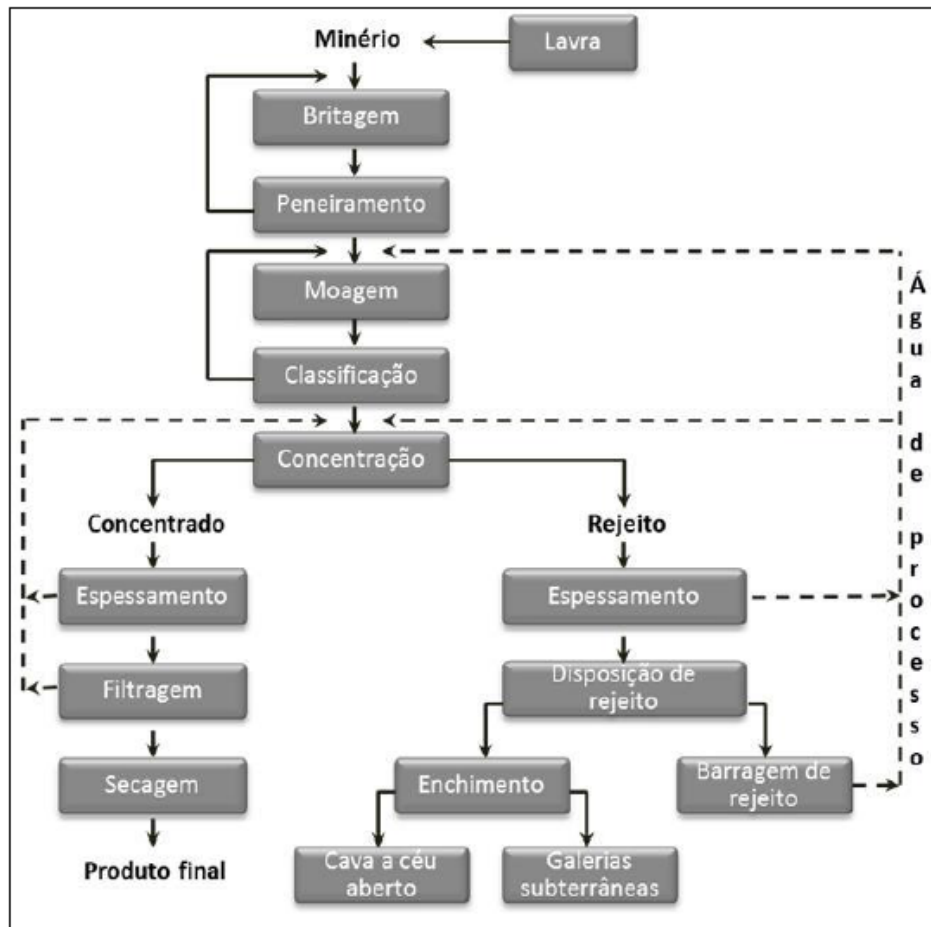 Minério
Lavra
Britagem
Peneiramento
Moagem
Classificação
Concentração
Concentrado
Rejeito
Espessamento
Espessamento
Filtragem
Disposição de
rejeito
Secagem
Enchimento
Barragem de
rejeito
Produto final
Cava a céu
aberto
Galerias
subterrâneas
Água de processo